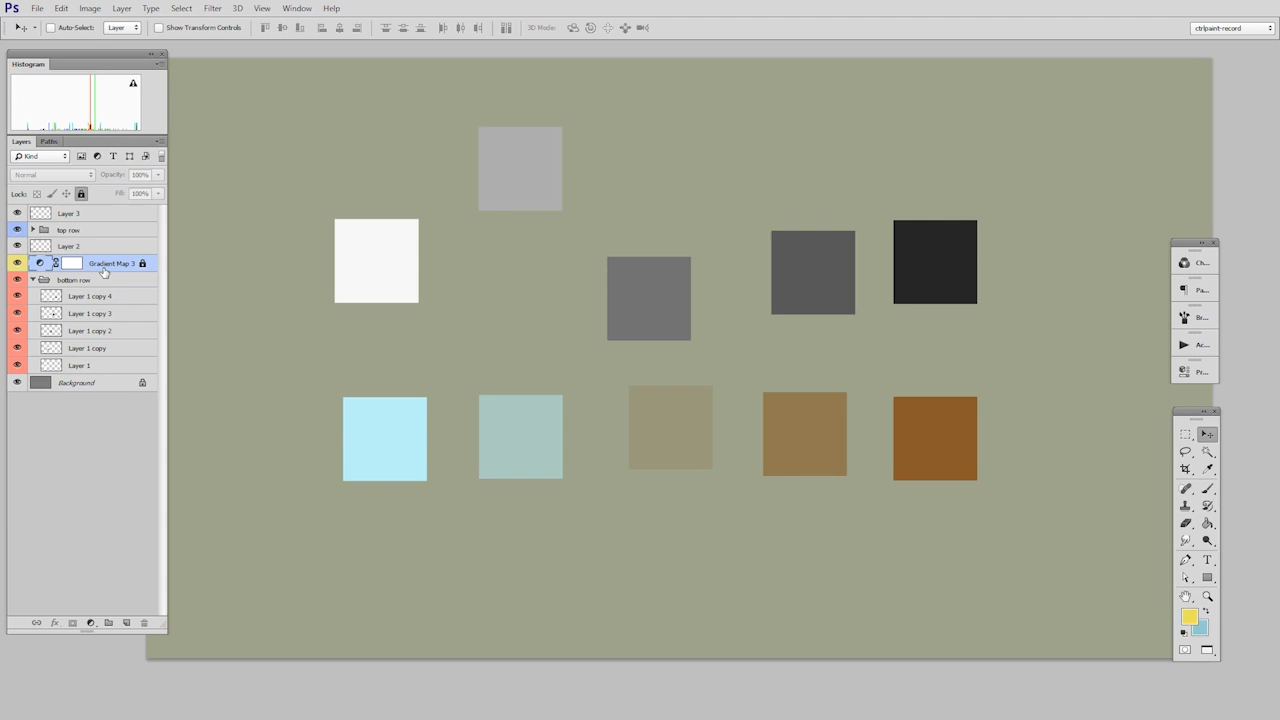 Ps File Edit Image Layer Type Select Filter 3D View Window Help
Auto-Select: Layer Show Transform Controls 3D Mode: ctrlpaint-record
Histogram
Layers Paths
Kind
Normal Opacity: 100%
Lock: Fill: 100%
Layer 3
top row
Layer 2
Gradient Map 3
bottom row
Layer 1 copy 4
Layer 1 copy 3
Layer 1 copy 2
Layer 1 copy
Layer 1
Background
fx
Ch...
Pa...
Br...
Ac...
Pr...